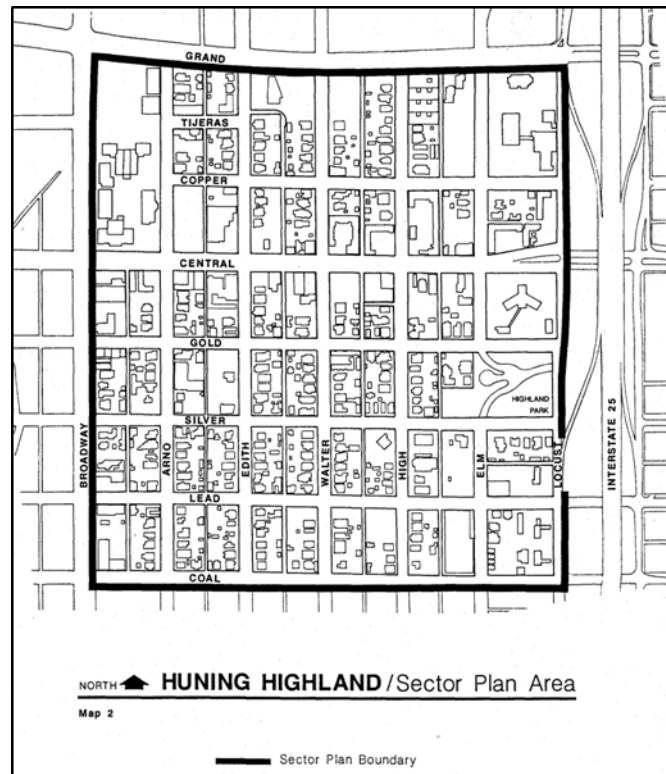 GRAND
TIJERAS
COPPER
CENTRAL
GOLD
HIGHLAND
PARK
SILVER
BROADWAY
ARNO
EDITH
WALTER
HIGH
ELM
LOCUST
INTERSTATE 25
LEAD
COAL
NORTH HUNING HIGHLAND/Sector Plan Area
Map 2
Sector Plan Boundary